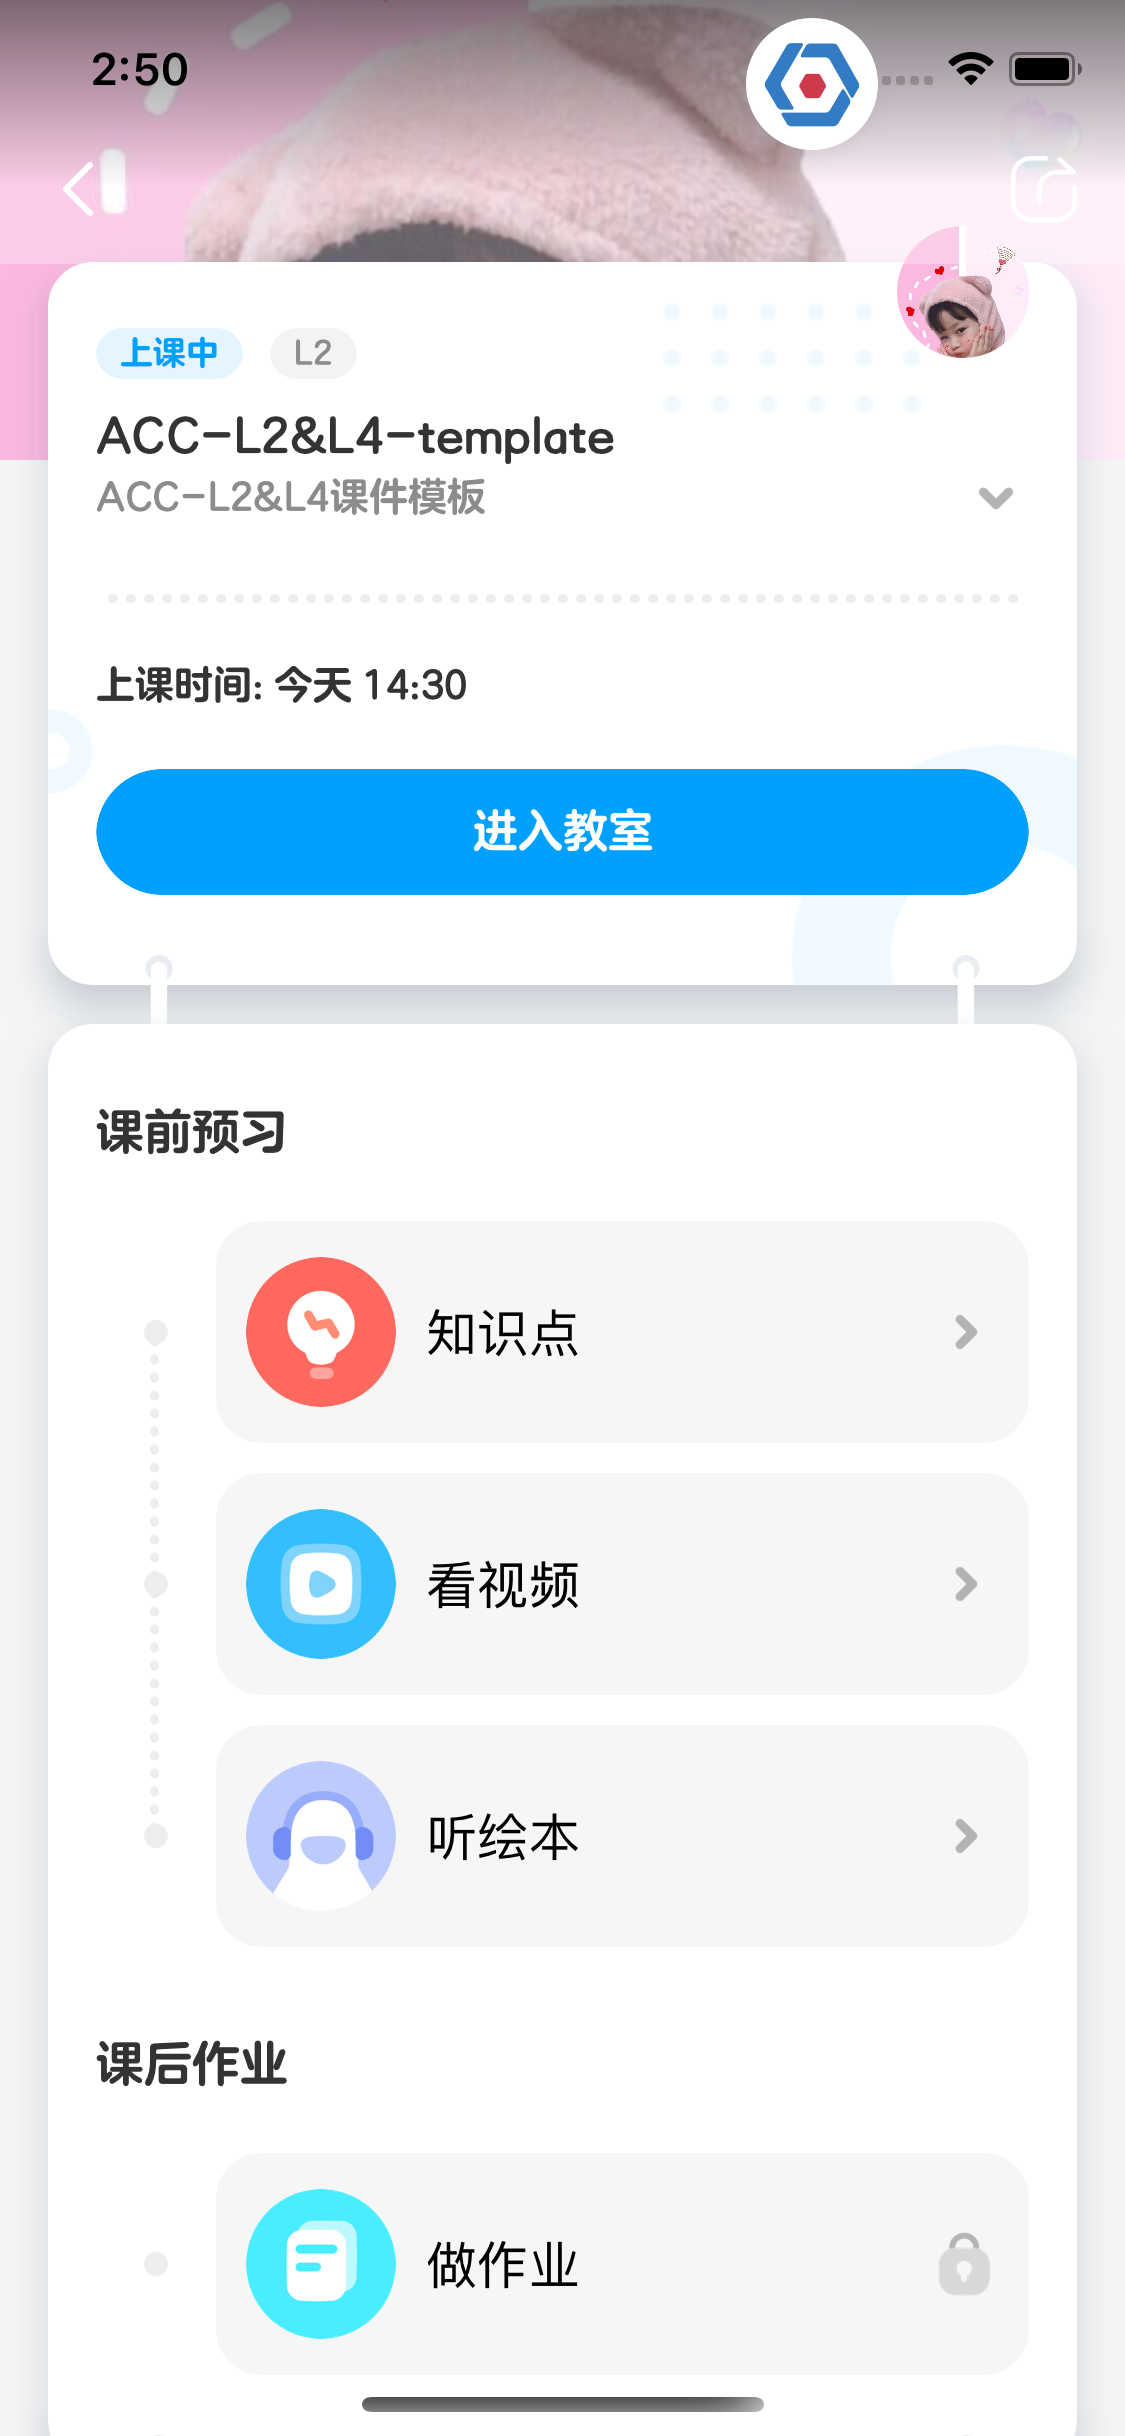 2:50
上课中
L2
ACC-L2&L4-template
ACC-L2&L4课件模板
上课时间: 今天 14:30
进入教室
课前预习
知识点
看视频
听绘本
课后作业
做作业